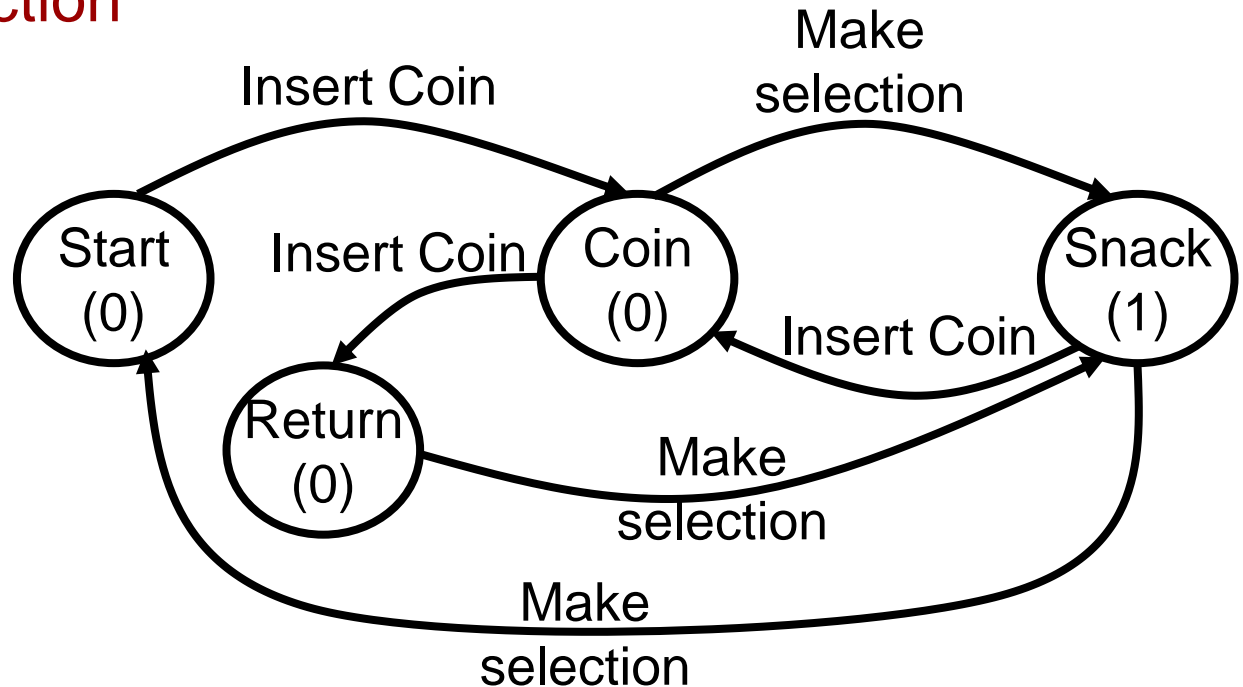 ction
Make
selection
Insert Coin
Start
(0)
Insert Coin
Coin
(0)
Snack
(1)
Insert Coin
Return
(0)
Make
selection
Make
selection